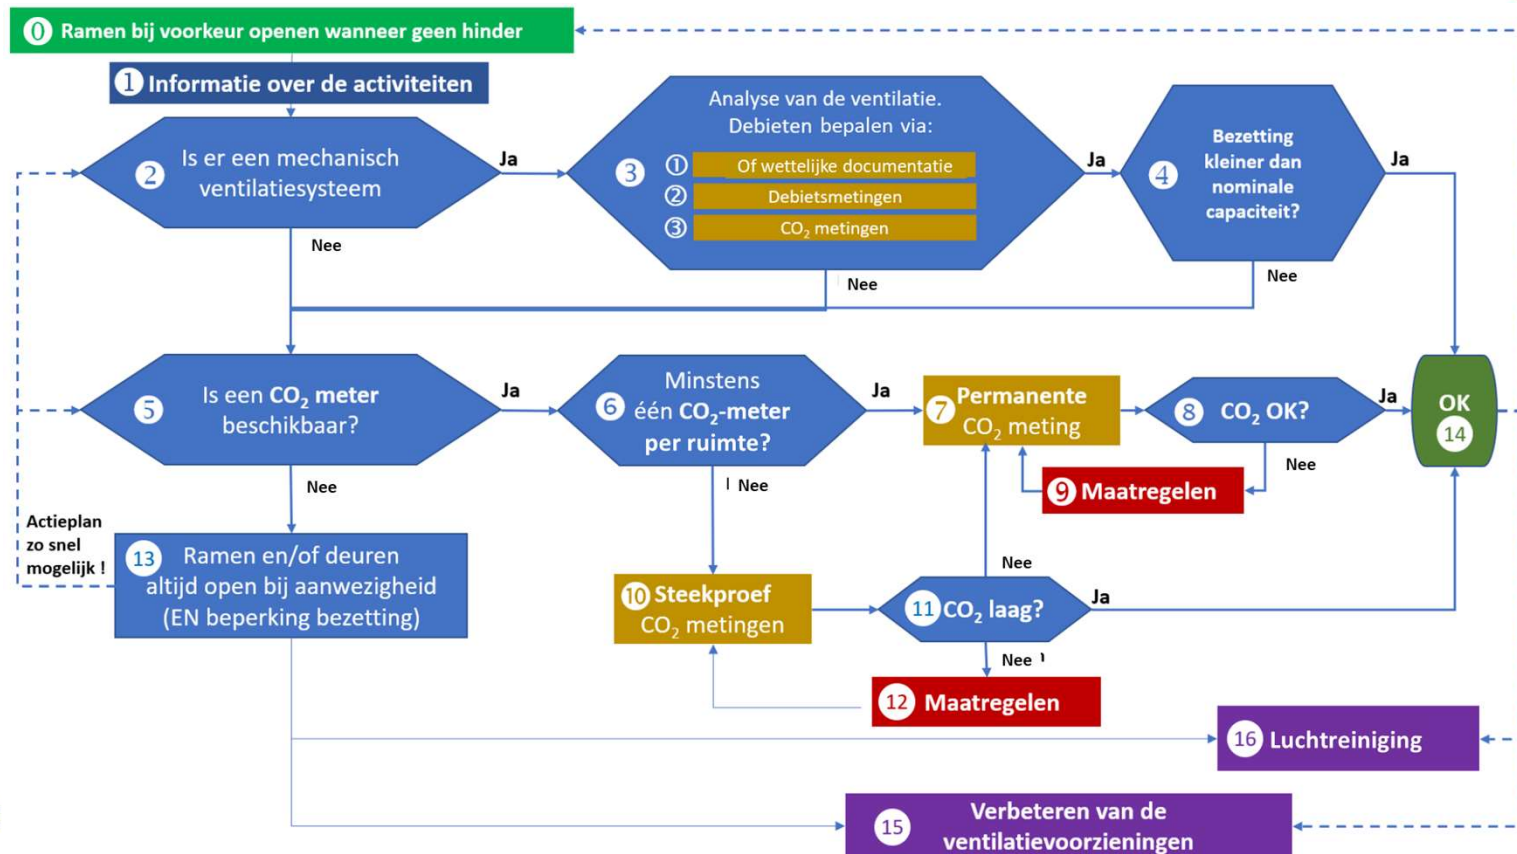 0 Ramen bij voorkeur openen wanneer geen hinder
1 Informatie over de activiteiten
2 Is er een mechanisch
ventilatiesysteem
Ja
Nee
3 Analyse van de ventilatie.
Debieten bepalen via:
① Of wettelijke documentatie
② Debietsmetingen
③ CO₂ metingen
Ja
Nee
4 Bezetting
kleiner dan
nominale
capaciteit?
Ja
Nee
5 Is een CO₂ meter
beschikbaar?
Ja
Nee
6 Minstens
één CO₂-meter
per ruimte?
Ja
Nee
7 Permanente
CO₂ meting
8 CO₂ OK?
Ja
Nee
9 Maatregelen
OK
14
Actieplan
zo snel
mogelijk !
13 Ramen en/of deuren
altijd open bij aanwezigheid
(EN beperking bezetting)
10 Steekproef
CO₂ metingen
Nee
11 CO₂ laag?
Ja
Nee
12 Maatregelen
16 Luchtreiniging
15 Verbeteren van de
ventilatievoorzieningen